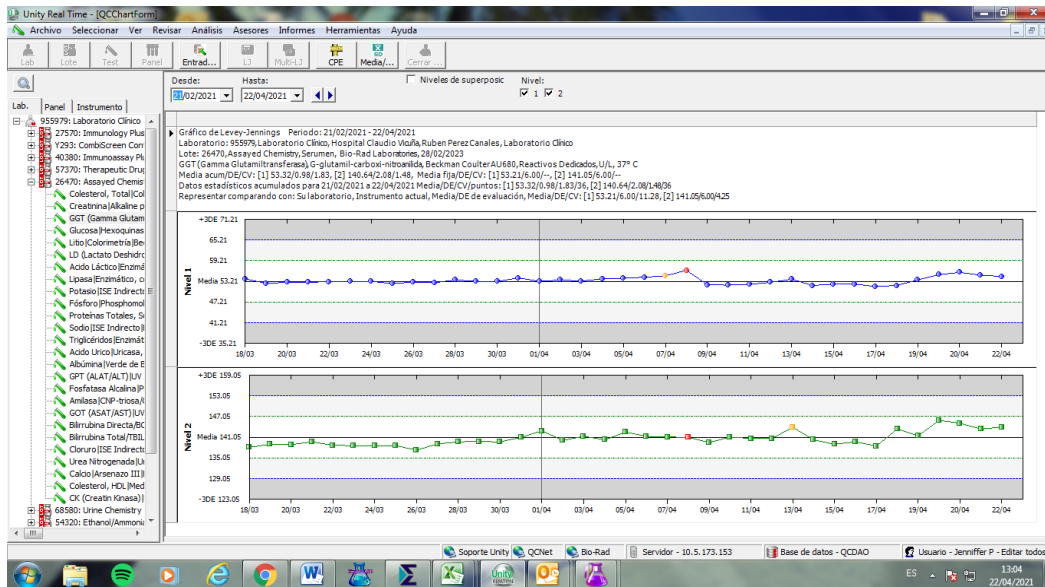 Unity Real Time - [QCChartForm]
Archivo Seleccionar Ver Revisar Análisis Asesores Informes Herramientas Ayuda
Lab Lote Test Panel Entrad... LJ Multi-LJ CPE Media/... Cerrar ...
Desde: Hasta: Niveles de superposic Nivel:
21/02/2021 22/04/2021 1 2
Lab. Panel Instrumento
955979: Laboratorio Clínico
27570: Immunology Plus
Y293: CombiScreen Con
40380: Immunoassay Pl
57370: Therapeutic Dru
26470: Assayed Chemis
Colesterol, Total|Col
Creatinina|Alkaline p
GGT (Gamma Glutam
Glucosa|Hexoquinas
Litio|Colorimetría|Be
LD (Lactato Deshidro
Acido Láctico|Enzimá
Lipasa|Enzimático, c
Potasio|ISE Indirecto
Fósforo|Phosphomol
Proteínas Totales, S
Sodio|ISE Indirecto|
Triglicéridos|Enzimát
Acido Urico|Uricasa,
Albúmina|Verde de B
GPT (ALAT/ALT)|UV
Fosfatasa Alcalina|P
Amilasa|CNP-triosa/
GOT (ASAT/AST)|UV
Bilirrubina Directa/BC
Bilirrubina Total/TBIL
Cloruro|ISE Indirecto
Urea Nitrogenada|U
Calcio|Arsenazo III|
Colesterol, HDL|Med
CK (Creatin Kinasa)|
68580: Urine Chemistry
54320: Ethanol/Ammonia
Gráfico de Levey-Jennings Periodo: 21/02/2021 - 22/04/2021
Laboratorio: 955979, Laboratorio Clínico, Hospital Claudio Vicuña, Ruben Perez Canales, Laboratorio Clínico
Lote: 26470, Assayed Chemistry, Serumen, Bio-Rad Laboratories, 28/02/2023
GGT (Gamma Glutamiltransferasa), G-glutamil-carboxi-nitroanilida, Beckman Coulter AU680, Reactivos Dedicados, U/L, 37° C
Media acum/DE/CV: [1] 53.32/0.98/1.83, [2] 140.64/2.08/1.48, Media fija/DE/CV: [1] 53.21/6.00/--, [2] 141.05/6.00/--
Datos estadísticos acumulados para 21/02/2021 a 22/04/2021 Media/DE/CV/puntos: [1] 53.32/0.98/1.83/36, [2] 140.64/2.08/1.48/36
Representar comparando con: Su laboratorio, Instrumento actual, Media/DE de evaluación, Media/DE/CV: [1] 53.21/6.00/11.28, [2] 141.05/6.00/4.25
Nivel 1
+3DE 71.21
65.21
59.21
Media 53.21
47.21
41.21
-3DE 35.21
18/03 20/03 22/03 24/03 26/03 28/03 30/03 01/04 03/04 05/04 07/04 09/04 11/04 13/04 15/04 17/04 19/04 20/04 22/04
Nivel 2
+3DE 159.05
153.05
147.05
Media 141.05
135.05
129.05
-3DE 123.05
18/03 20/03 22/03 24/03 26/03 28/03 30/03 01/04 03/04 05/04 07/04 09/04 11/04 13/04 15/04 17/04 19/04 20/04 22/04
Soporte Unity QCNet Bio-Rad Servidor - 10.5.173.153 Base de datos - QCDAO Usuario - Jenniffer P - Editar todos
ES 13:04
22/04/2021